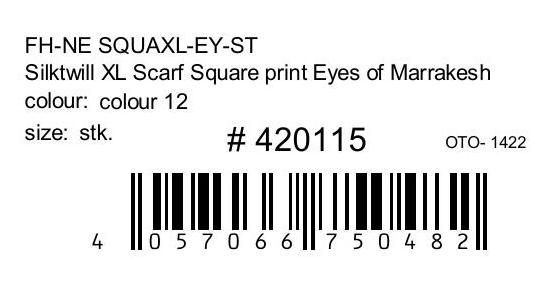 FH-NE SQUAXL-EY-ST
Silktwill XL Scarf Square print Eyes of Marrakesh
colour: colour 12
size: stk.
# 420115
OTO- 1422
4 057066 750482